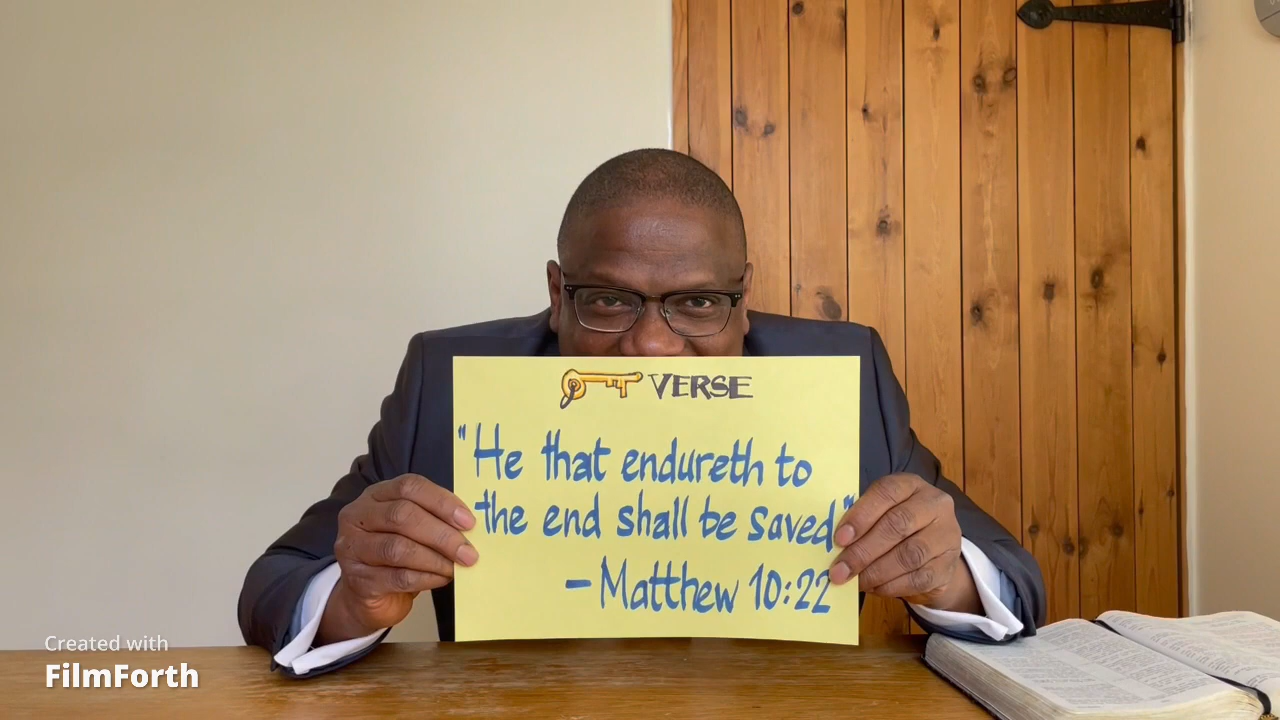 VERSE
"He that endureth to
the end shall be saved"
- Matthew 10:22
Created with
FilmForth